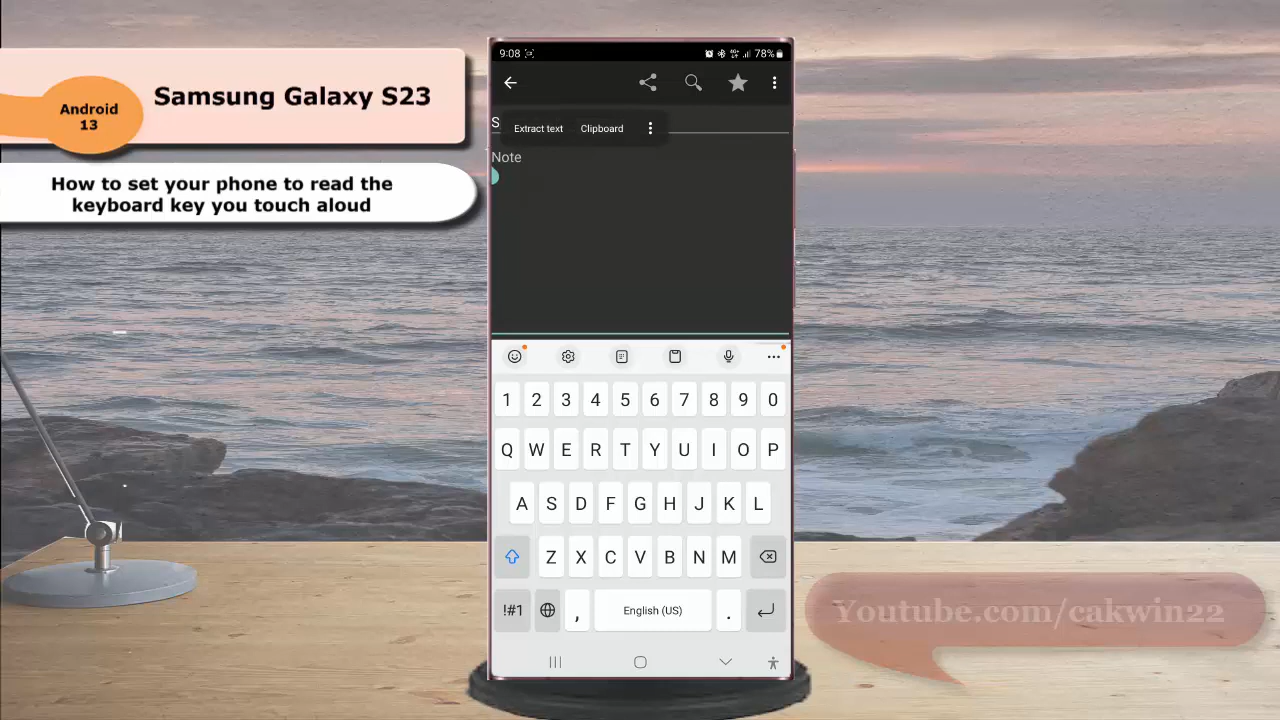 Android
13
Samsung Galaxy S23
How to set your phone to read the
keyboard key you touch aloud
9:08 78%
S
Extract text Clipboard
Note
1 2 3 4 5 6 7 8 9 0
Q W E R T Y U I O P
A S D F G H J K L
Z X C V B N M
!#1 , English (US) .
Youtube.com/cakwin22